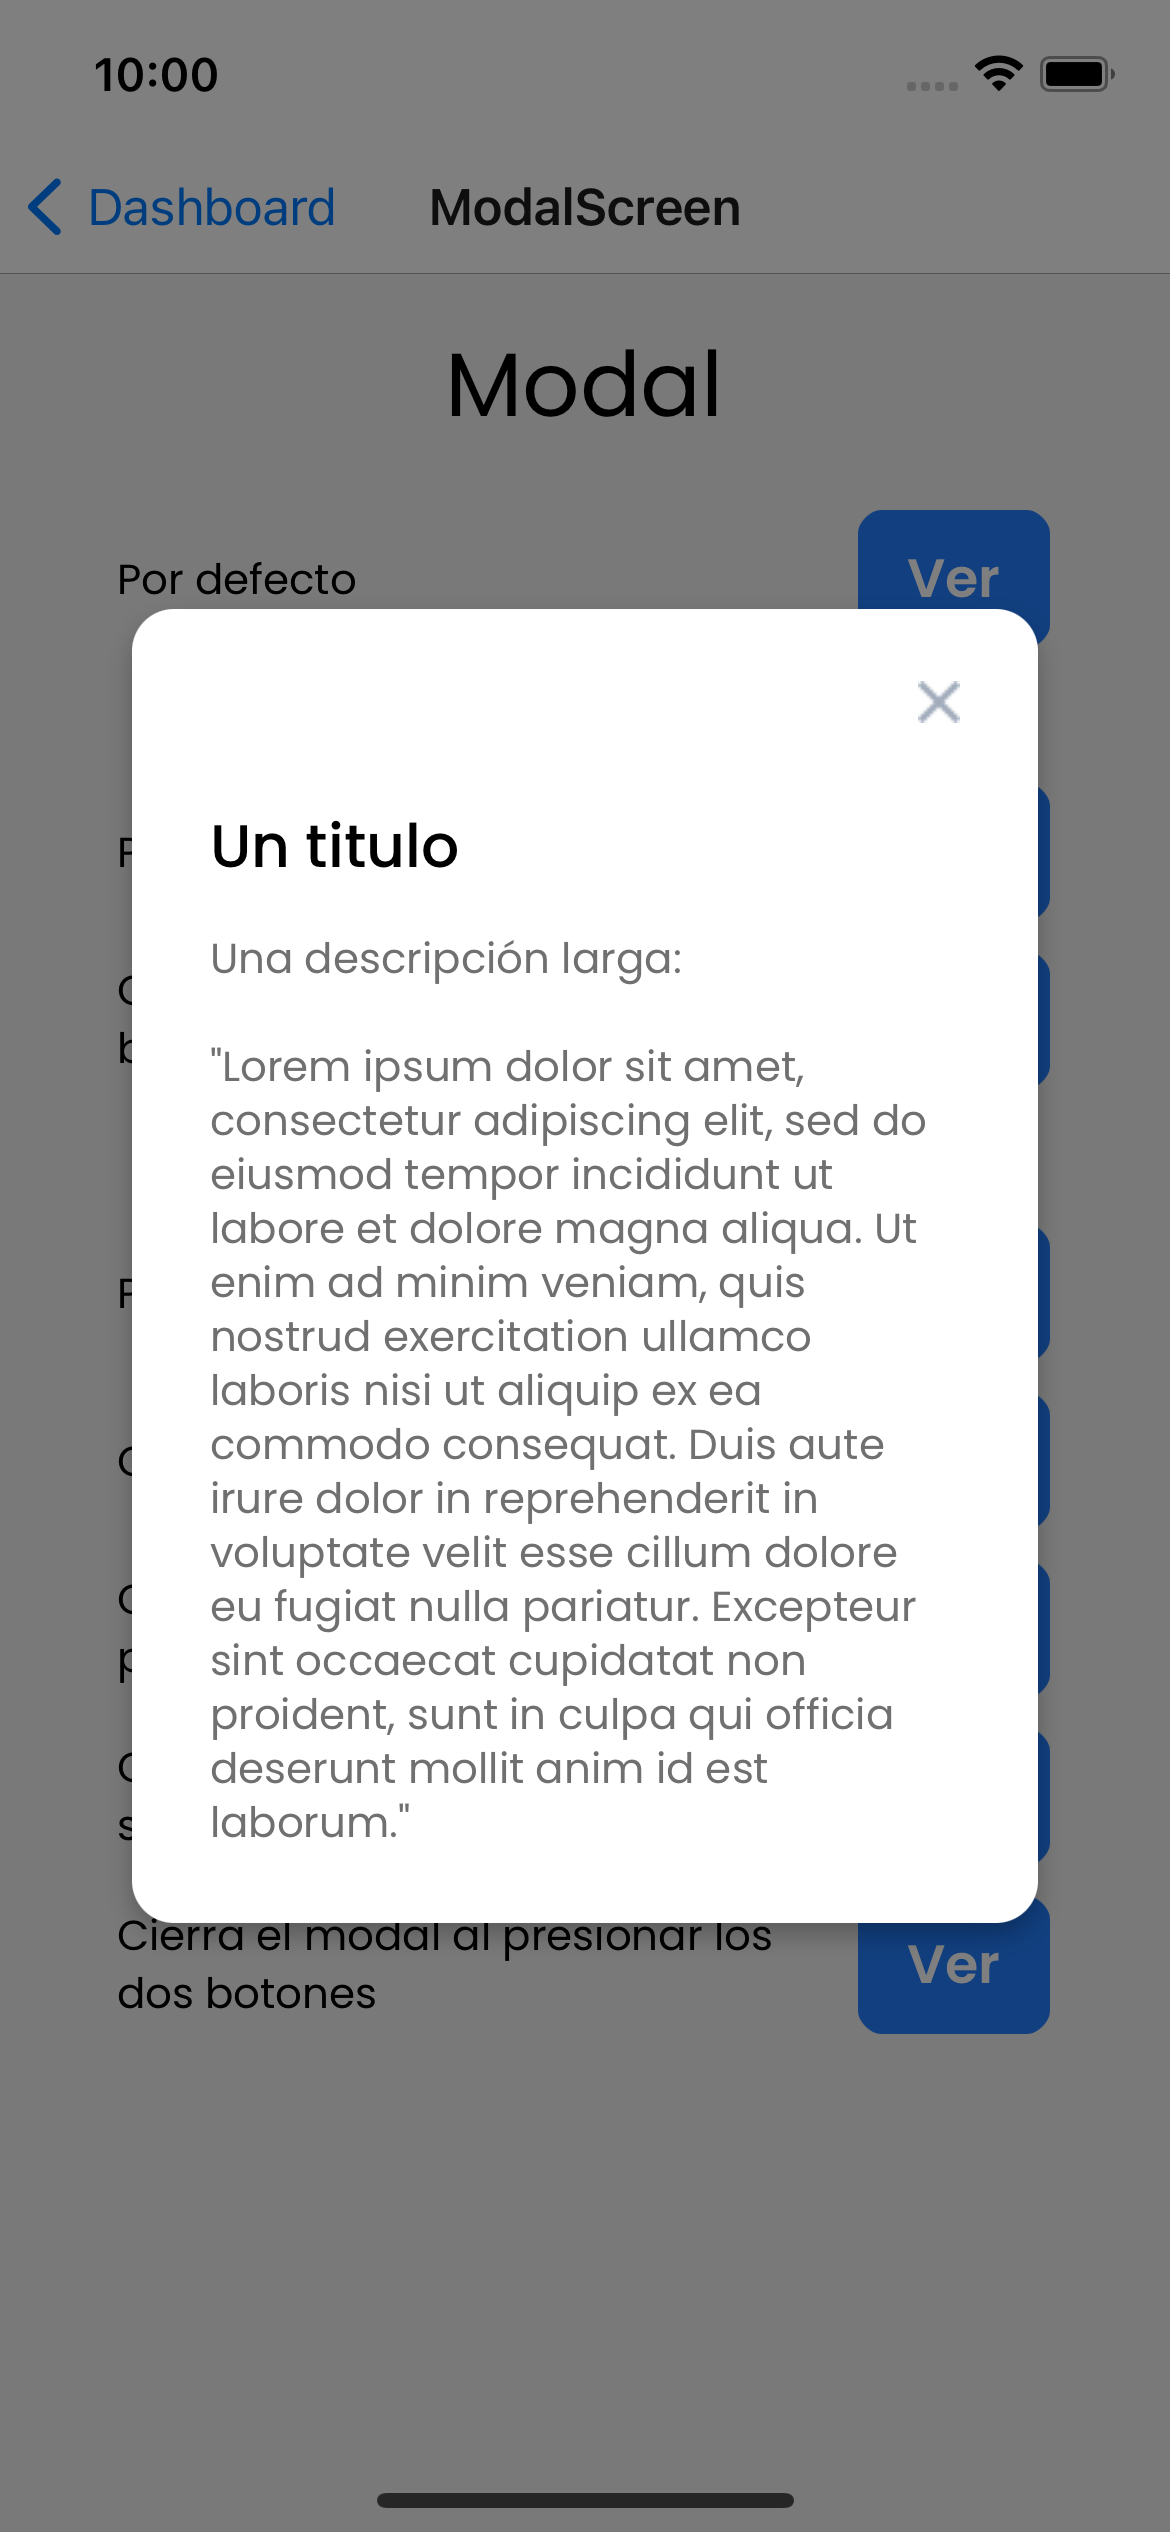 10:00
Dashboard ModalScreen
Modal
Por defecto Ver
Un titulo
Una descripción larga:
"Lorem ipsum dolor sit amet,
consectetur adipiscing elit, sed do
eiusmod tempor incididunt ut
labore et dolore magna aliqua. Ut
enim ad minim veniam, quis
nostrud exercitation ullamco
laboris nisi ut aliquip ex ea
commodo consequat. Duis aute
irure dolor in reprehenderit in
voluptate velit esse cillum dolore
eu fugiat nulla pariatur. Excepteur
sint occaecat cupidatat non
proident, sunt in culpa qui officia
deserunt mollit anim id est
laborum."
Cierra el modal al presionar los
dos botones Ver